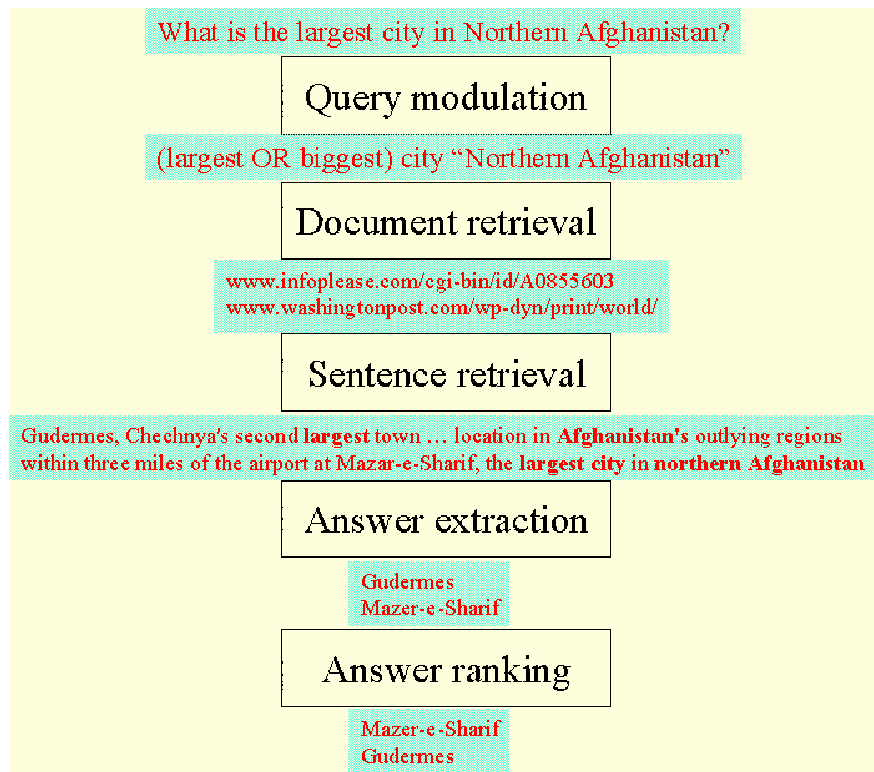 What is the largest city in Northern Afghanistan?
Query modulation
(largest OR biggest) city “Northern Afghanistan”
Document retrieval
www.infoplease.com/cgi-bin/id/A0855603
www.washingtonpost.com/wp-dyn/print/world/
Sentence retrieval
Gudermes, Chechnya's second largest town … location in Afghanistan's outlying regions
within three miles of the airport at Mazar-e-Sharif, the largest city in northern Afghanistan
Answer extraction
Gudermes
Mazer-e-Sharif
Answer ranking
Mazer-e-Sharif
Gudermes